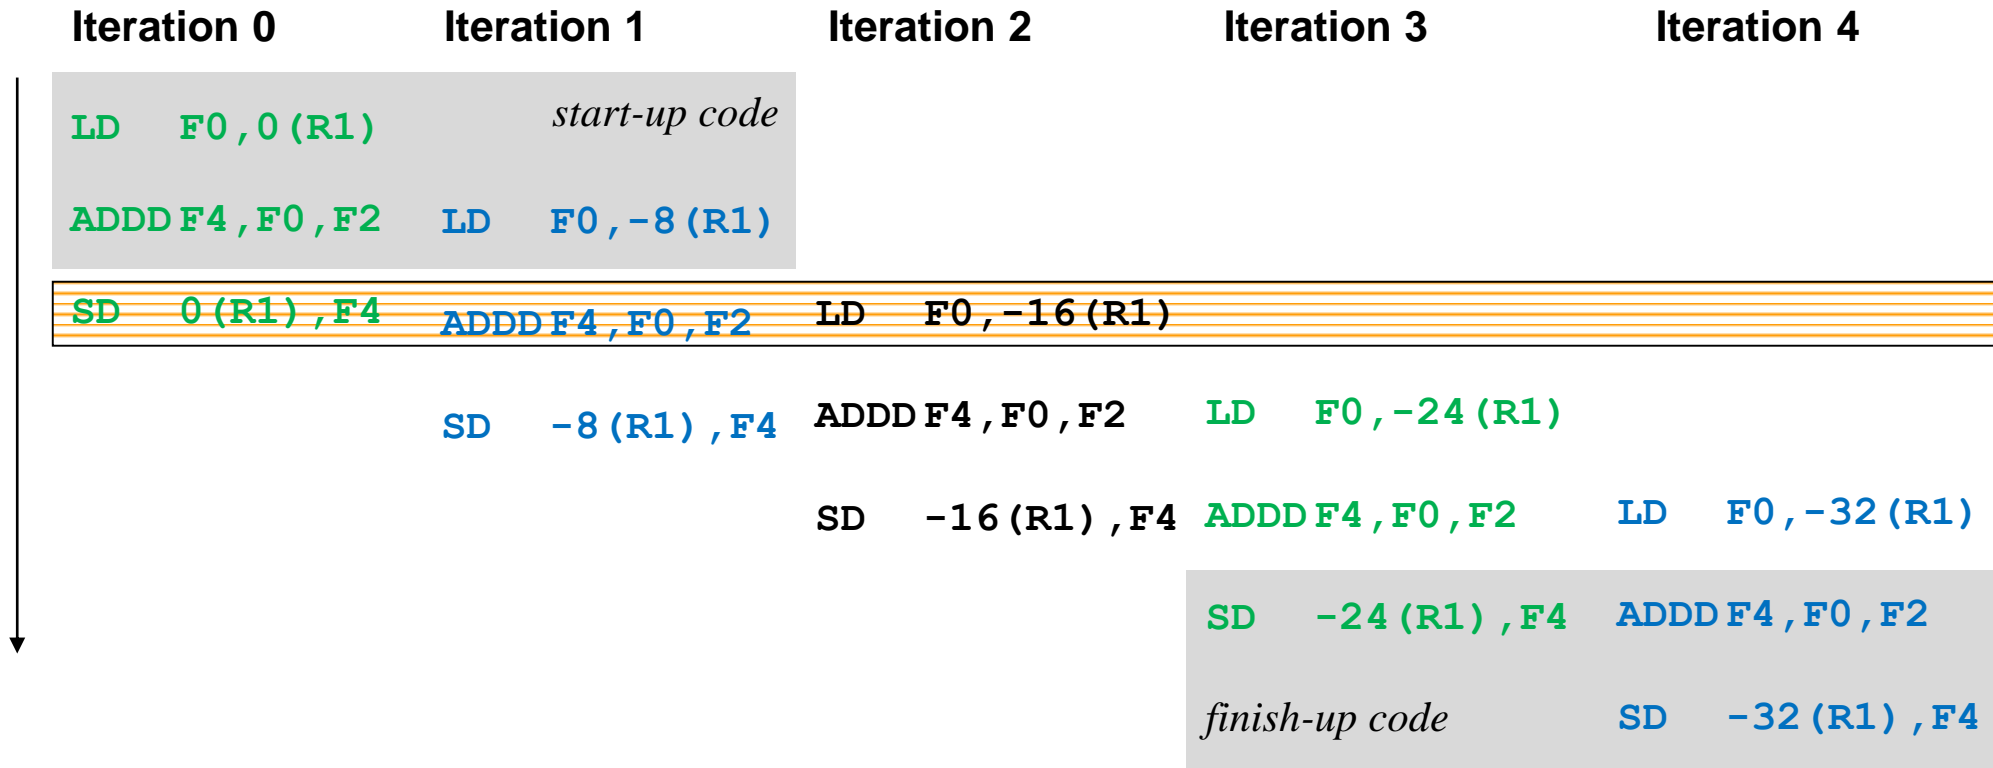 Iteration 0 Iteration 1 Iteration 2 Iteration 3 Iteration 4
LD F0,0(R1) start-up code
ADDD F4,F0,F2 LD F0,-8(R1)
SD 0(R1),F4 ADDD F4,F0,F2 LD F0,-16(R1)
SD -8(R1),F4 ADDD F4,F0,F2 LD F0,-24(R1)
SD -16(R1),F4 ADDD F4,F0,F2 LD F0,-32(R1)
SD -24(R1),F4 ADDD F4,F0,F2
finish-up code SD -32(R1),F4